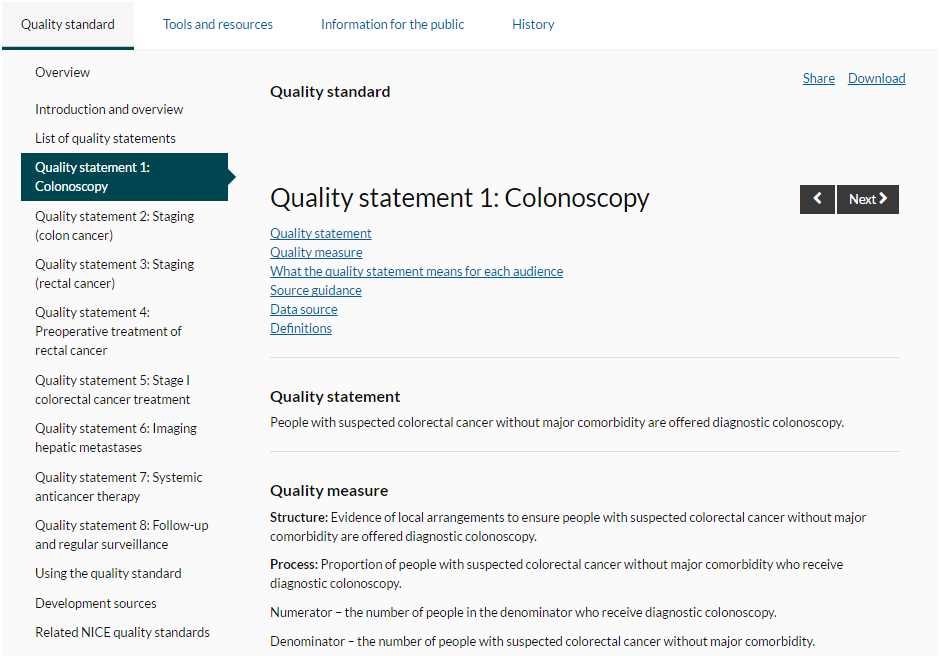 Quality standard
Tools and resources
Information for the public
History
Overview
Introduction and overview
List of quality statements
Quality statement 1:
Colonoscopy
Quality statement 2: Staging
(colon cancer)
Quality statement 3: Staging
(rectal cancer)
Quality statement 4:
Preoperative treatment of
rectal cancer
Quality statement 5: Stage I
colorectal cancer treatment
Quality statement 6: Imaging
hepatic metastases
Quality statement 7: Systemic
anticancer therapy
Quality statement 8: Follow-up
and regular surveillance
Using the quality standard
Development sources
Related NICE quality standards
Share
Download
Quality standard
Quality statement 1: Colonoscopy
Next
Quality statement
Quality measure
What the quality statement means for each audience
Source guidance
Data source
Definitions
Quality statement
People with suspected colorectal cancer without major comorbidity are offered diagnostic colonoscopy.
Quality measure
Structure: Evidence of local arrangements to ensure people with suspected colorectal cancer without major
comorbidity are offered diagnostic colonoscopy.
Process: Proportion of people with suspected colorectal cancer without major comorbidity who receive
diagnostic colonoscopy.
Numerator – the number of people in the denominator who receive diagnostic colonoscopy.
Denominator – the number of people with suspected colorectal cancer without major comorbidity.